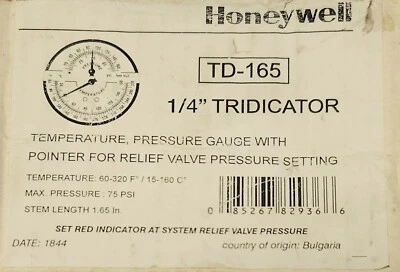 Honeywell
TD-165
1/4” TRIDICATOR
TEMPERATURE, PRESSURE GAUGE WITH
POINTER FOR RELIEF VALVE PRESSURE SETTING
TEMPERATURE: 60-320 F° / 15-160 C°
MAX. PRESSURE : 75 PSI
STEM LENGTH 1.65 In.
0 85267 82936 6
SET RED INDICATOR AT SYSTEM RELIEF VALVE PRESSURE
DATE: 1844
country of origin: Bulgaria